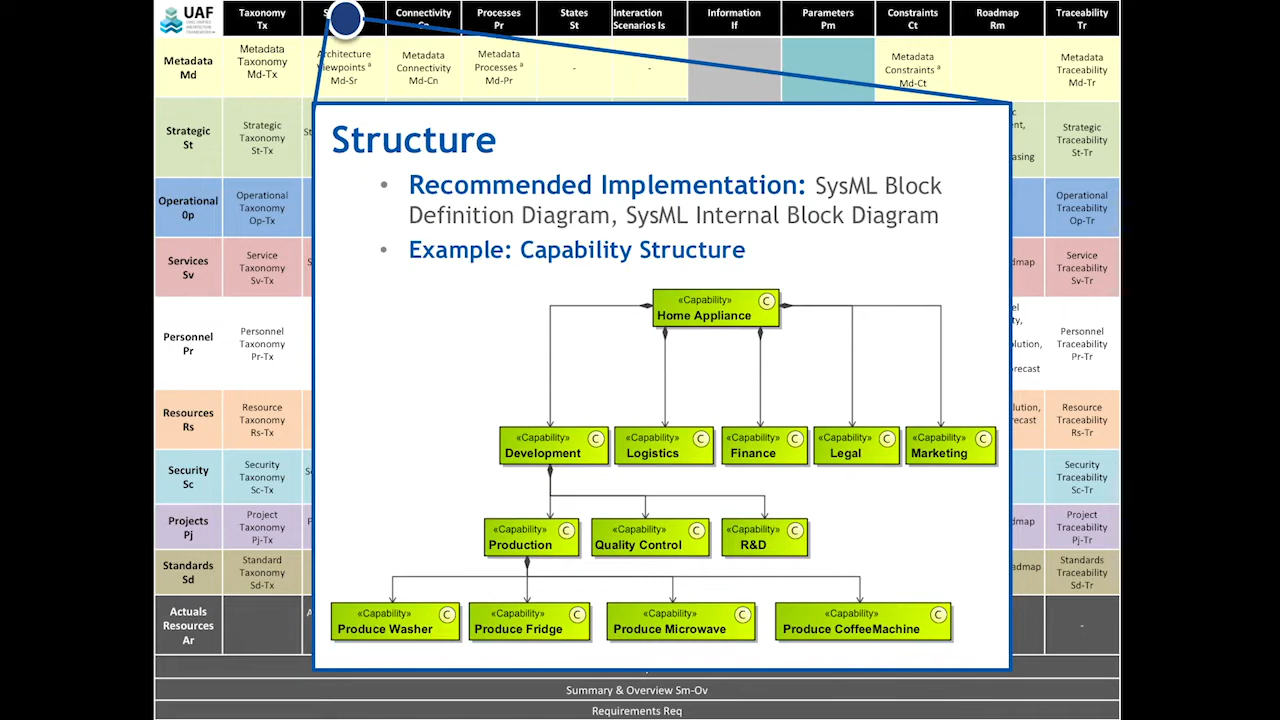 UAF
Taxonomy
Tx
Connectivity
Processes
Pr
States
St
Interaction
Scenarios Is
Information
If
Parameters
Pm
Constraints
Ct
Roadmap
Rm
Traceability
Tr
Metadata
Md
Metadata
Taxonomy
Md-Tx
Architecture
Viewpoints ª
Md-Sr
Metadata
Connectivity
Md-Cn
Metadata
Processes ª
Md-Pr
-
-
Metadata
Constraints ª
Md-Ct
Metadata
Traceability
Md-Tr
Strategic
St
Strategic
Taxonomy
St-Tx
Strategic
Traceability
St-Tr
Operational
Op
Operational
Taxonomy
Op-Tx
Operational
Traceability
Op-Tr
Services
Sv
Service
Taxonomy
Sv-Tx
Service
Traceability
Sv-Tr
Personnel
Pr
Personnel
Taxonomy
Pr-Tx
Personnel
Traceability
Pr-Tr
Resources
Rs
Resource
Taxonomy
Rs-Tx
Resource
Traceability
Rs-Tr
Security
Sc
Security
Taxonomy
Sc-Tx
Security
Traceability
Sc-Tr
Projects
Pj
Project
Taxonomy
Pj-Tx
Project
Traceability
Pj-Tr
Standards
Sd
Standard
Taxonomy
Sd-Tx
Standards
Traceability
Sd-Tr
Actuals
Resources
Ar
-
Structure
• Recommended Implementation: SysML Block
Definition Diagram, SysML Internal Block Diagram
• Example: Capability Structure
«Capability» C
Home Appliance
«Capability» C
Development
«Capability» C
Logistics
«Capability» C
Finance
«Capability» C
Legal
«Capability» C
Marketing
«Capability» C
Production
«Capability» C
Quality Control
«Capability» C
R&D
«Capability» C
Produce Washer
«Capability» C
Produce Fridge
«Capability» C
Produce Microwave
«Capability» C
Produce CoffeeMachine
Summary & Overview Sm-Ov
Requirements Req